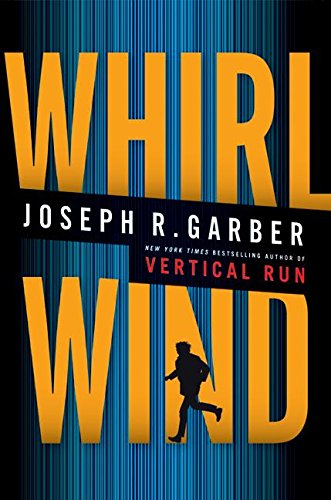 WHIRL
JOSEPH R. GARBER
NEW YORK TIMES BESTSELLING AUTHOR OF
VERTICAL RUN
WIND